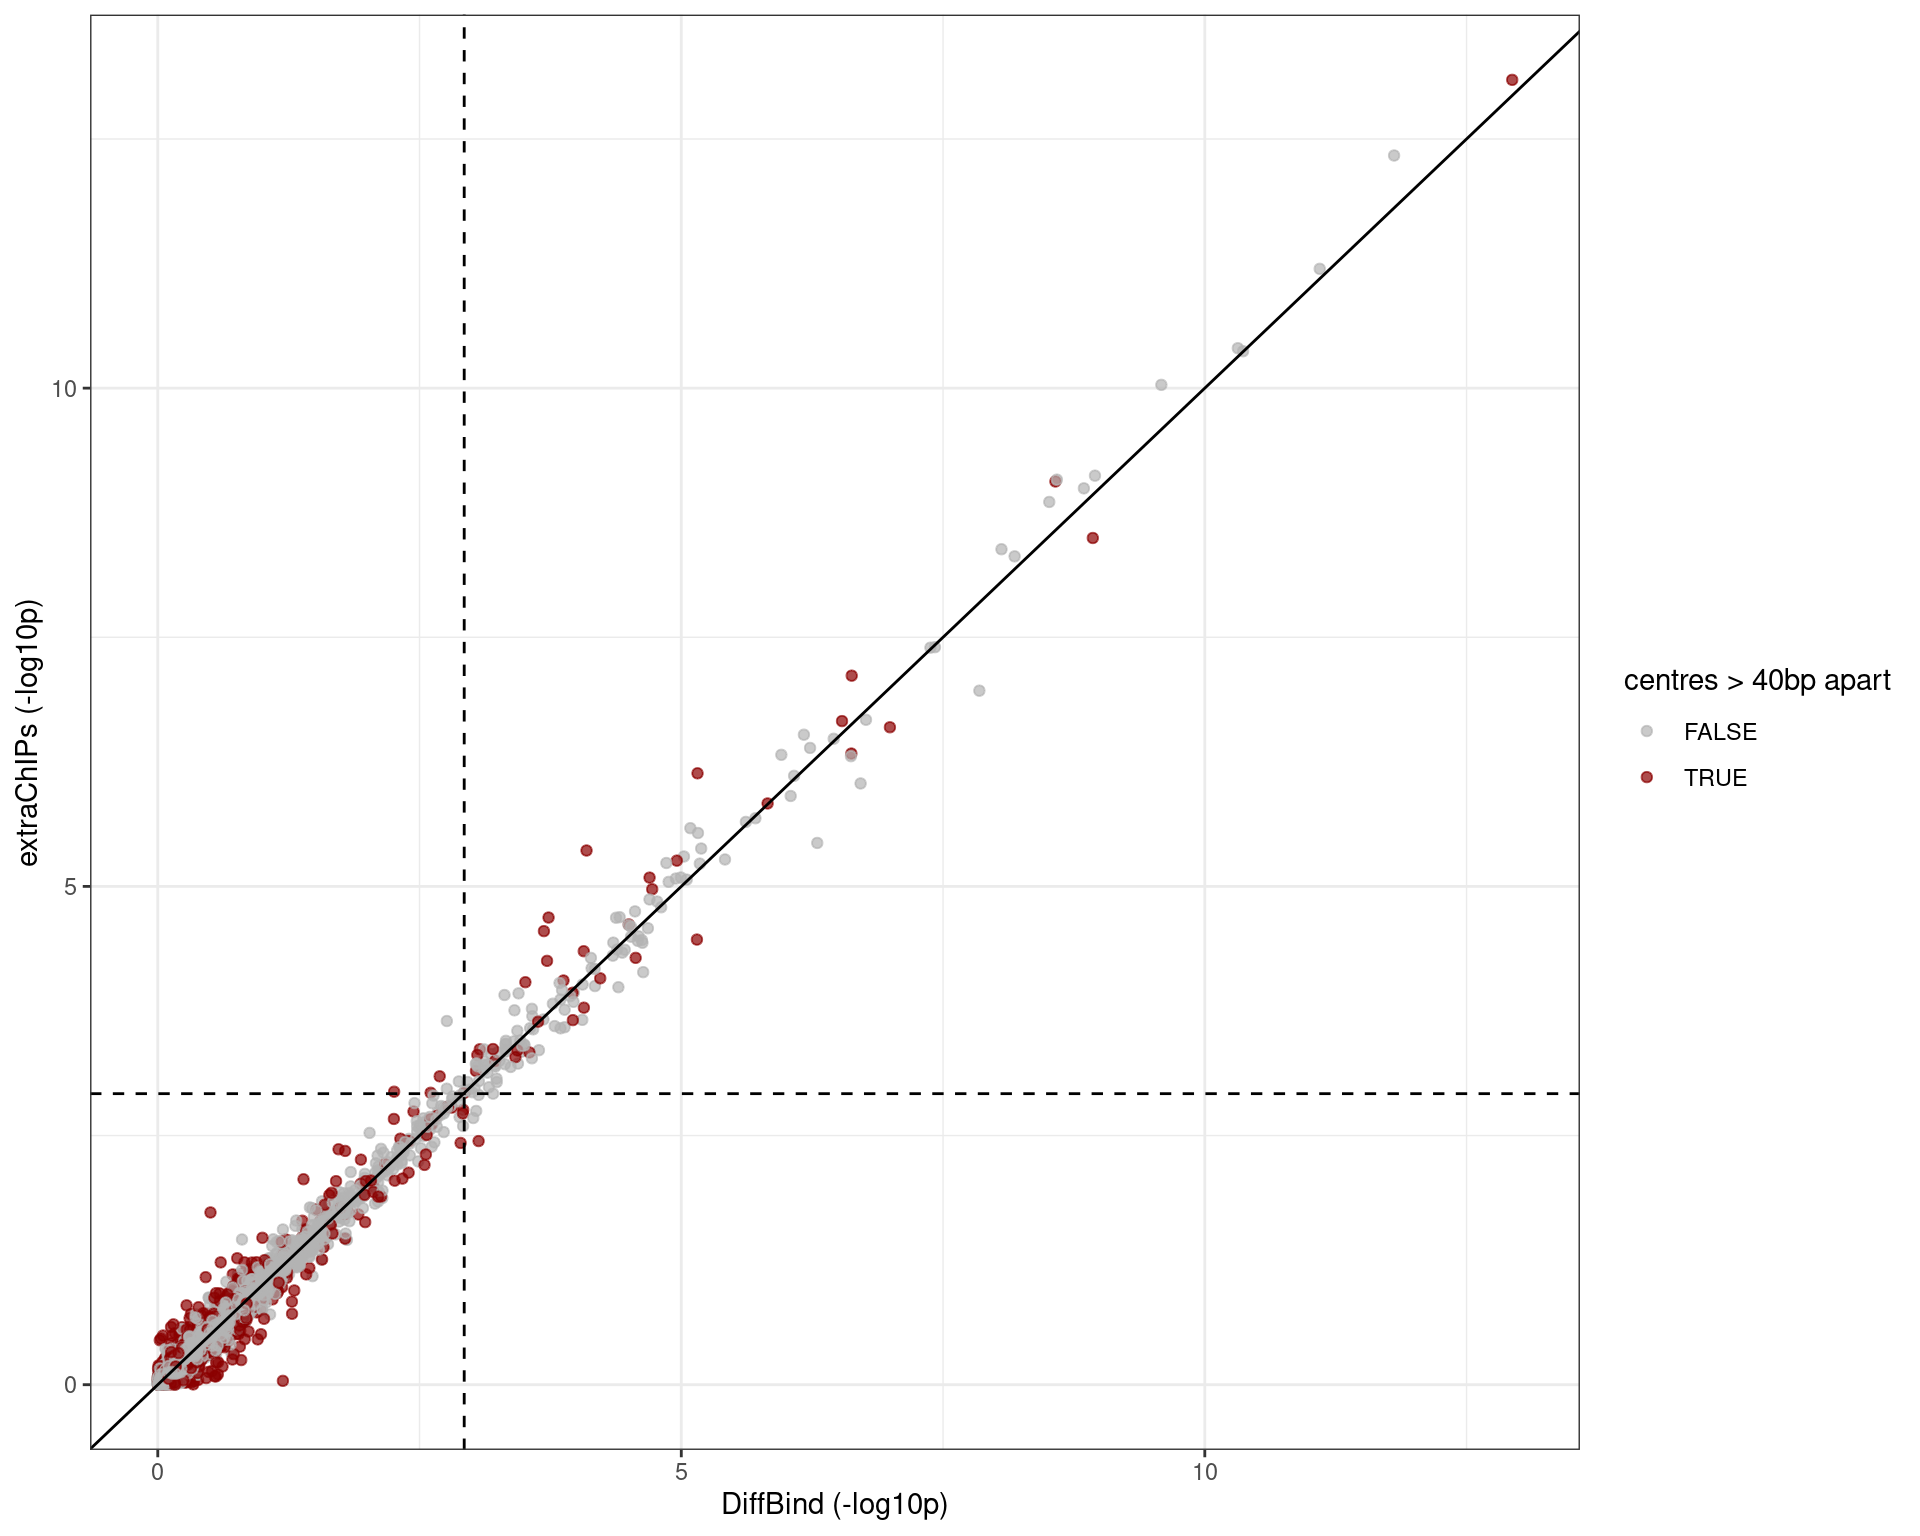 extraChIPs (-log10p)
10
5
0
0
5
10
DiffBind (-log10p)
centres > 40bp apart
FALSE
TRUE